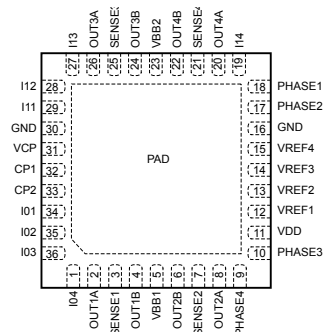 I13
OUT3A
SENSE3
OUT3B
VBB2
OUT4B
SENSE4
OUT4A
I14
27
26
25
24
23
22
21
20
19
I12 28
I11 29
GND 30
VCP 31
CP1 32
CP2 33
I01 34
I02 35
I03 36
PAD
18 PHASE1
17 PHASE2
16 GND
15 VREF4
14 VREF3
13 VREF2
12 VREF1
11 VDD
10 PHASE3
1
2
3
4
5
6
7
8
9
I04
OUT1A
SENSE1
OUT1B
VBB1
OUT2B
SENSE2
OUT2A
PHASE4